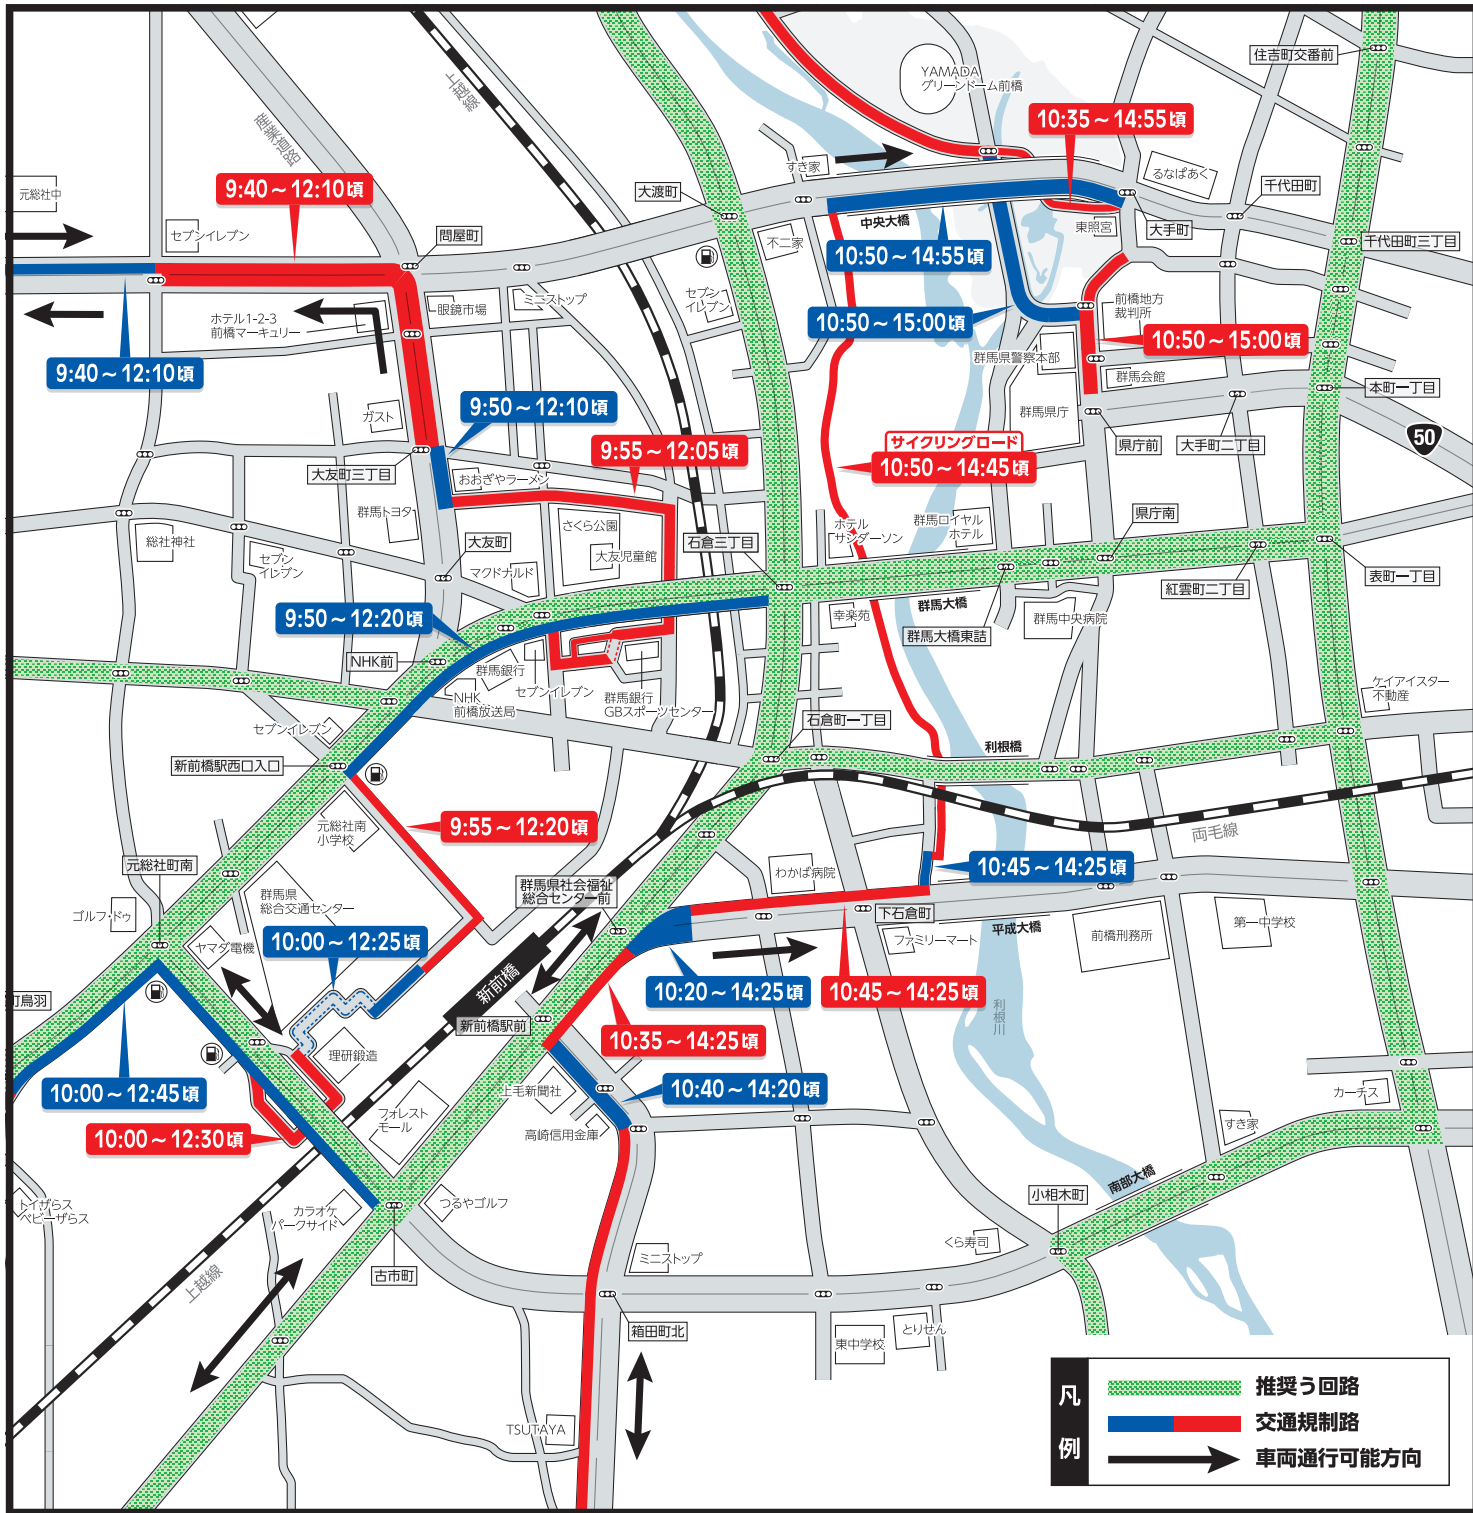 住吉町交番前
YAMADA
グリーンドーム前橋
上越線
産業道路
10:35～14:55頃
すき家
るなぱあく
元総社中
9:40～12:10頃
大渡町
千代田町
セブンイレブン
問屋町
中央大橋
東照宮
大手町
不二家
千代田町三丁目
10:50～14:55頃
ホテル1-2-3
前橋マーキュリー
眼鏡市場
ミニストップ
セブン
イレブン
前橋地方
裁判所
10:50～15:00頃
10:50～15:00頃
9:40～12:10頃
群馬県警察本部
群馬会館
本町一丁目
ガスト
9:50～12:10頃
群馬県庁
サイクリングロード
10:50～14:45頃
県庁前
大手町二丁目
50
9:55～12:05頃
大友町三丁目
おおぎやラーメン
群馬トヨタ
さくら公園
ホテル
サンダーソン
群馬ロイヤル
ホテル
県庁南
総社神社
セブン
イレブン
大友町
大友児童館
石倉三丁目
マクドナルド
紅雲町二丁目
表町一丁目
9:50～12:20頃
幸楽苑
群馬大橋
群馬中央病院
群馬大橋東詰
NHK前
群馬銀行
セブンイレブン
NHK
前橋放送局
群馬銀行
GBスポーツセンター
ケイアイスター
不動産
セブンイレブン
石倉町一丁目
利根橋
新前橋駅西口入口
元総社南
小学校
9:55～12:20頃
両毛線
元総社町南
わかば病院
10:45～14:25頃
群馬県
総合交通センター
群馬県社会福祉
総合センター前
ゴルフ・ドゥ
下石倉町
平成大橋
前橋刑務所
第一中学校
ヤマダ電機
10:00～12:25頃
ファミリーマート
新前橋
10:20～14:25頃
10:45～14:25頃
町鳥羽
新前橋駅前
利根川
10:35～14:25頃
理研鍛造
10:00～12:45頃
上毛新聞社
10:40～14:20頃
カーチス
フォレスト
モール
高崎信用金庫
すき家
10:00～12:30頃
南部大橋
トイザらス
ベビーザらス
カラオケ
パークサイド
つるやゴルフ
小相木町
くら寿司
ミニストップ
上越線
古市町
箱田町北
東中学校
とりせん
TSUTAYA
凡例
推奨う回路
交通規制路
車両通行可能方向